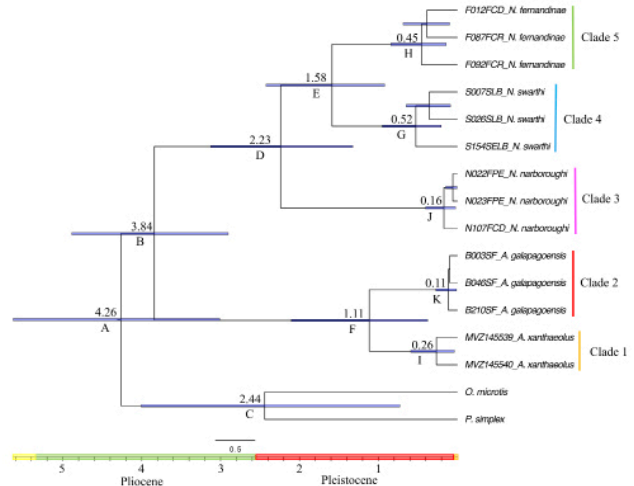 F012FCD_N. fernandinae
F087FCR_N. fernandinae
Clade 5
0.45
H
F092FCR_N. fernandinae
1.58
E
S007SLB_N. swarthi
S026SLB_N. swarthi
Clade 4
0.52
G
S154SELB_N. swarthi
2.23
D
N022FPE_N. narboroughi
N023FPE_N. narboroughi
Clade 3
0.16
J
N107FCD_N. narboroughi
3.84
B
B003SF_A. galapagoensis
B046SF_A. galapagoensis
Clade 2
0.11
K
B210SF_A. galapagoensis
4.26
A
1.11
F
MVZ145539_A. xanthaeolus
Clade 1
0.26
I
MVZ145540_A. xanthaeolus
O. microtis
2.44
C
P. simplex
0.6
5 4 3 2 1
Pliocene Pleistocene